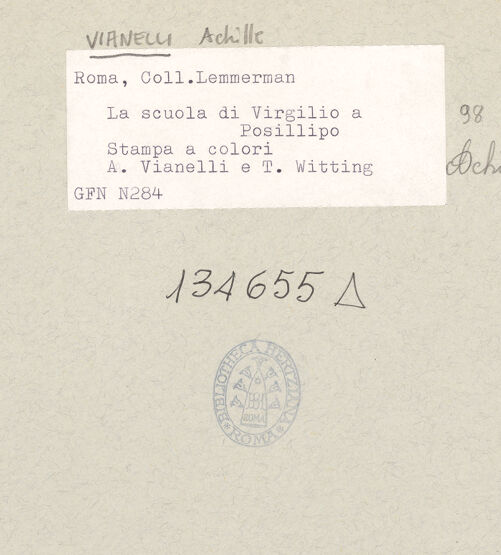 VIANELLI Achille
Roma, Coll.Lemmerman
La scuola di Virgilio a
Posillipo
Stampa a colori
A. Vianelli e T. Witting
GFN N284
98
134655 Δ
BIBLIOTHECA HERTZIANA
ROMA
ROMA